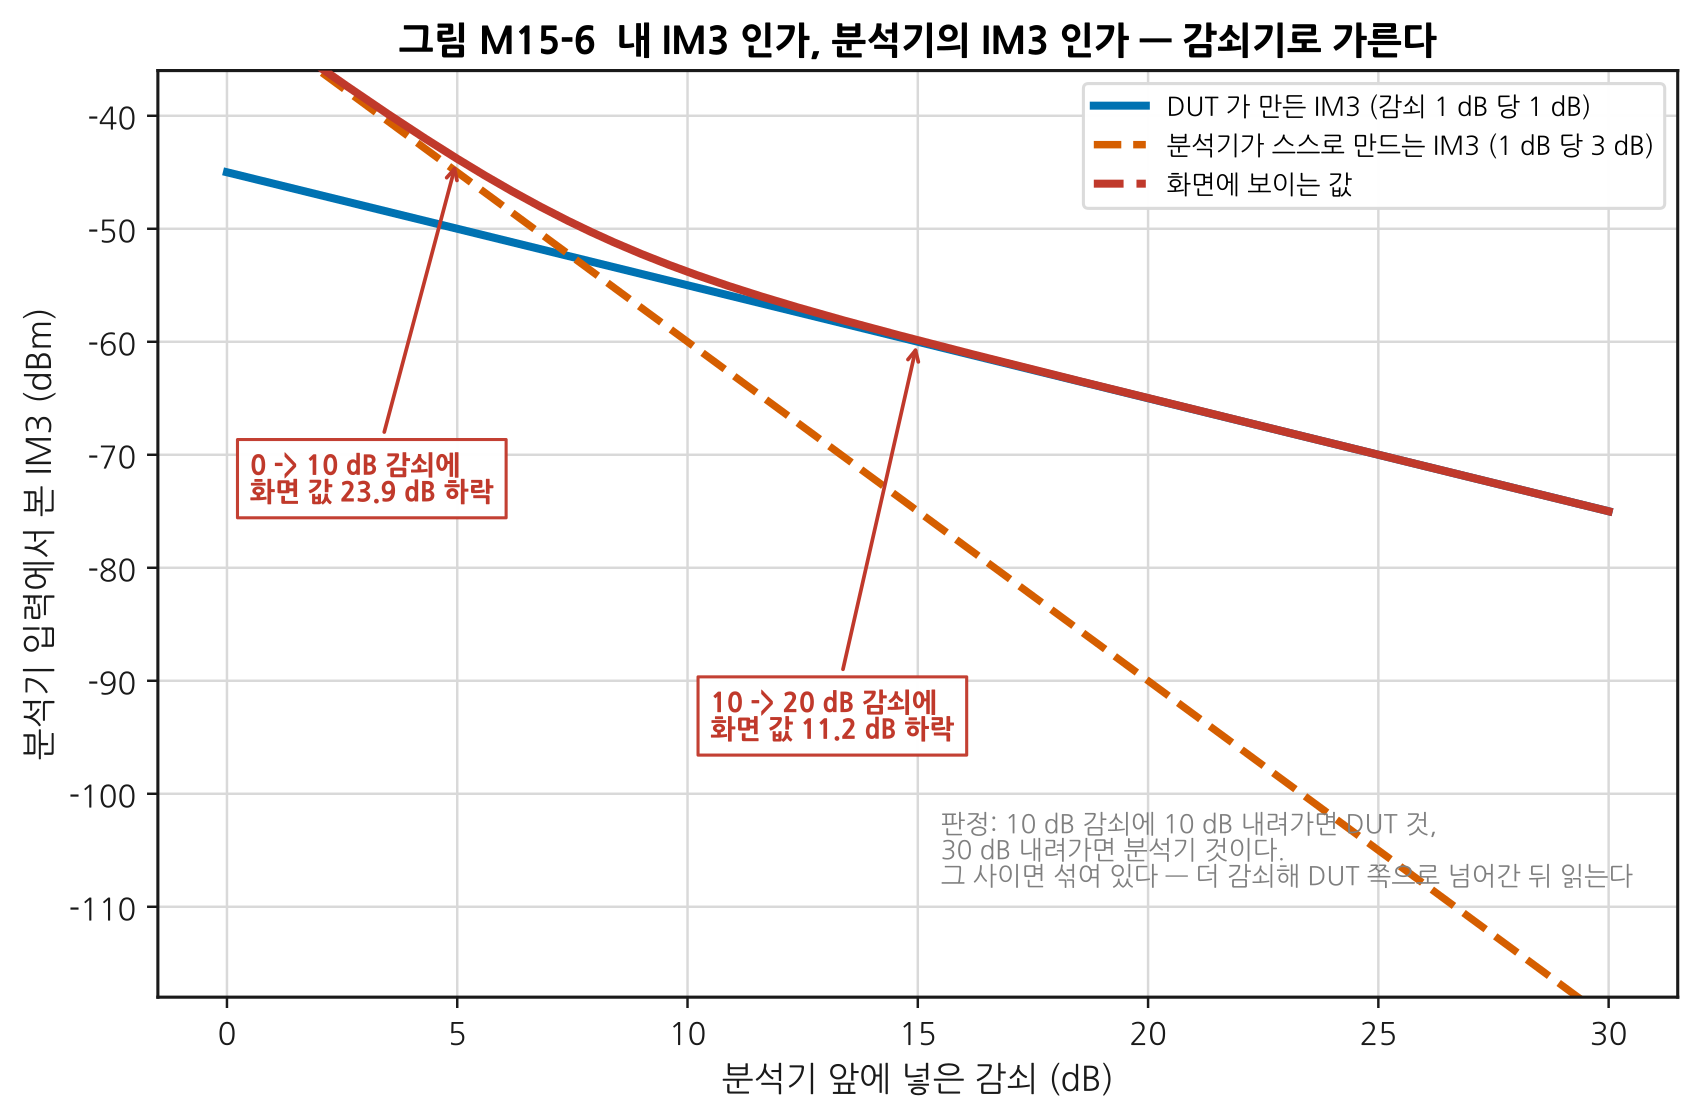 그림 M15-6  내 IM3 인가, 분석기의 IM3 인가 — 감쇠기로 가른다
DUT 가 만든 IM3 (감쇠 1 dB 당 1 dB)
분석기가 스스로 만드는 IM3 (1 dB 당 3 dB)
화면에 보이는 값
분석기 입력에서 본 IM3 (dBm)
-40
-50
-60
-70
-80
-90
-100
-110
0 -> 10 dB 감쇠에
화면 값 23.9 dB 하락
10 -> 20 dB 감쇠에
화면 값 11.2 dB 하락
판정: 10 dB 감쇠에 10 dB 내려가면 DUT 것,
30 dB 내려가면 분석기 것이다.
그 사이면 섞여 있다 — 더 감쇠해 DUT 쪽으로 넘어간 뒤 읽는다
0
5
10
15
20
25
30
분석기 앞에 넣은 감쇠 (dB)